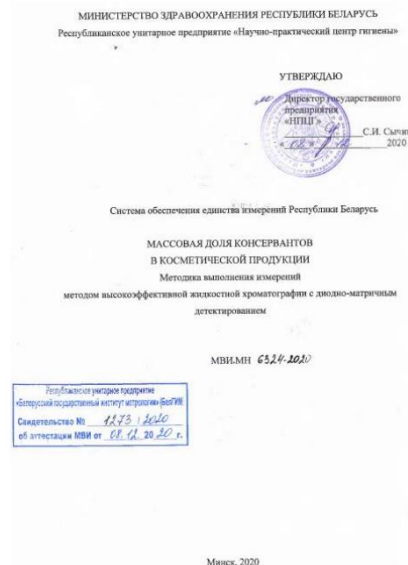 МИНИСТЕРСТВО ЗДРАВООХРАНЕНИЯ РЕСПУБЛИКИ БЕЛАРУСЬ
Республиканское унитарное предприятие «Научно-практический центр гигиены»
УТВЕРЖДАЮ
Директор государственного
предприятия
«НПЦГ»
С.И. Сычик
2020
Система обеспечения единства измерений Республики Беларусь
МАССОВАЯ ДОЛЯ КОНСЕРВАНТОВ
В КОСМЕТИЧЕСКОЙ ПРОДУКЦИИ
Методика выполнения измерений
методом высокоэффективной жидкостной хроматографии с диодно-матричным
детектированием
МВИ.МН 6324-2020
Республиканское унитарное предприятие
«Белорусский государственный институт метрологии» (БелГИМ)
Свидетельство № 1273 / 2020
об аттестации МВИ от 08.12. 20 20 г.
Минск, 2020